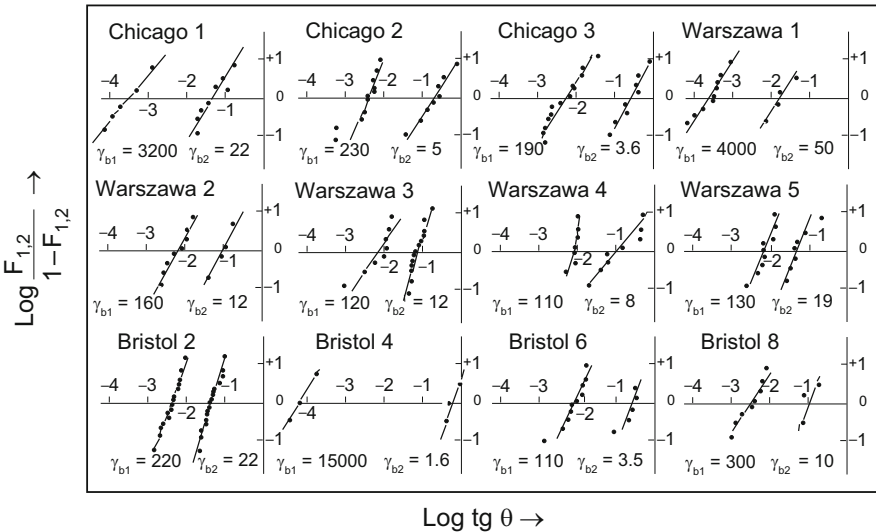 Chicago 1 Chicago 2 Chicago 3 Warszawa 1
+1 +1 +1 +1
−4 −2 −3 −2 −3 −4 −3
0 −3 −1 0 −1 0 −2 −1 0 −2 −1 0
−1 −1 −1 −1
γb1 = 3200 γb2 = 22 γb1 = 230 γb2 = 5 γb1 = 190 γb2 = 3.6 γb1 = 4000 γb2 = 50
Warszawa 2 Warszawa 3 Warszawa 4 Warszawa 5
+1 +1 +1 +1
−4 −3 −3 −3 −3 −1
0 −2 −1 0 −2 −1 0 −2 −1 0 −2 0
−1 −1 −1 −1
γb1 = 160 γb2 = 12 γb1 = 120 γb2 = 12 γb1 = 110 γb2 = 8 γb1 = 130 γb2 = 19
Bristol 2 Bristol 4 Bristol 6 Bristol 8
+1 +1 +1 +1
−4 −3 −1 −3 −2 −1 −3 −1 −3 −2 −1
0 −2 −4 0 −2 0 0
−1 −1 −1 −1
γb1 = 220 γb2 = 22 γb1 = 15000 γb2 = 1.6 γb1 = 110 γb2 = 3.5 γb1 = 300 γb2 = 10
Log F1,2 / 1−F1,2 →
Log tg θ →